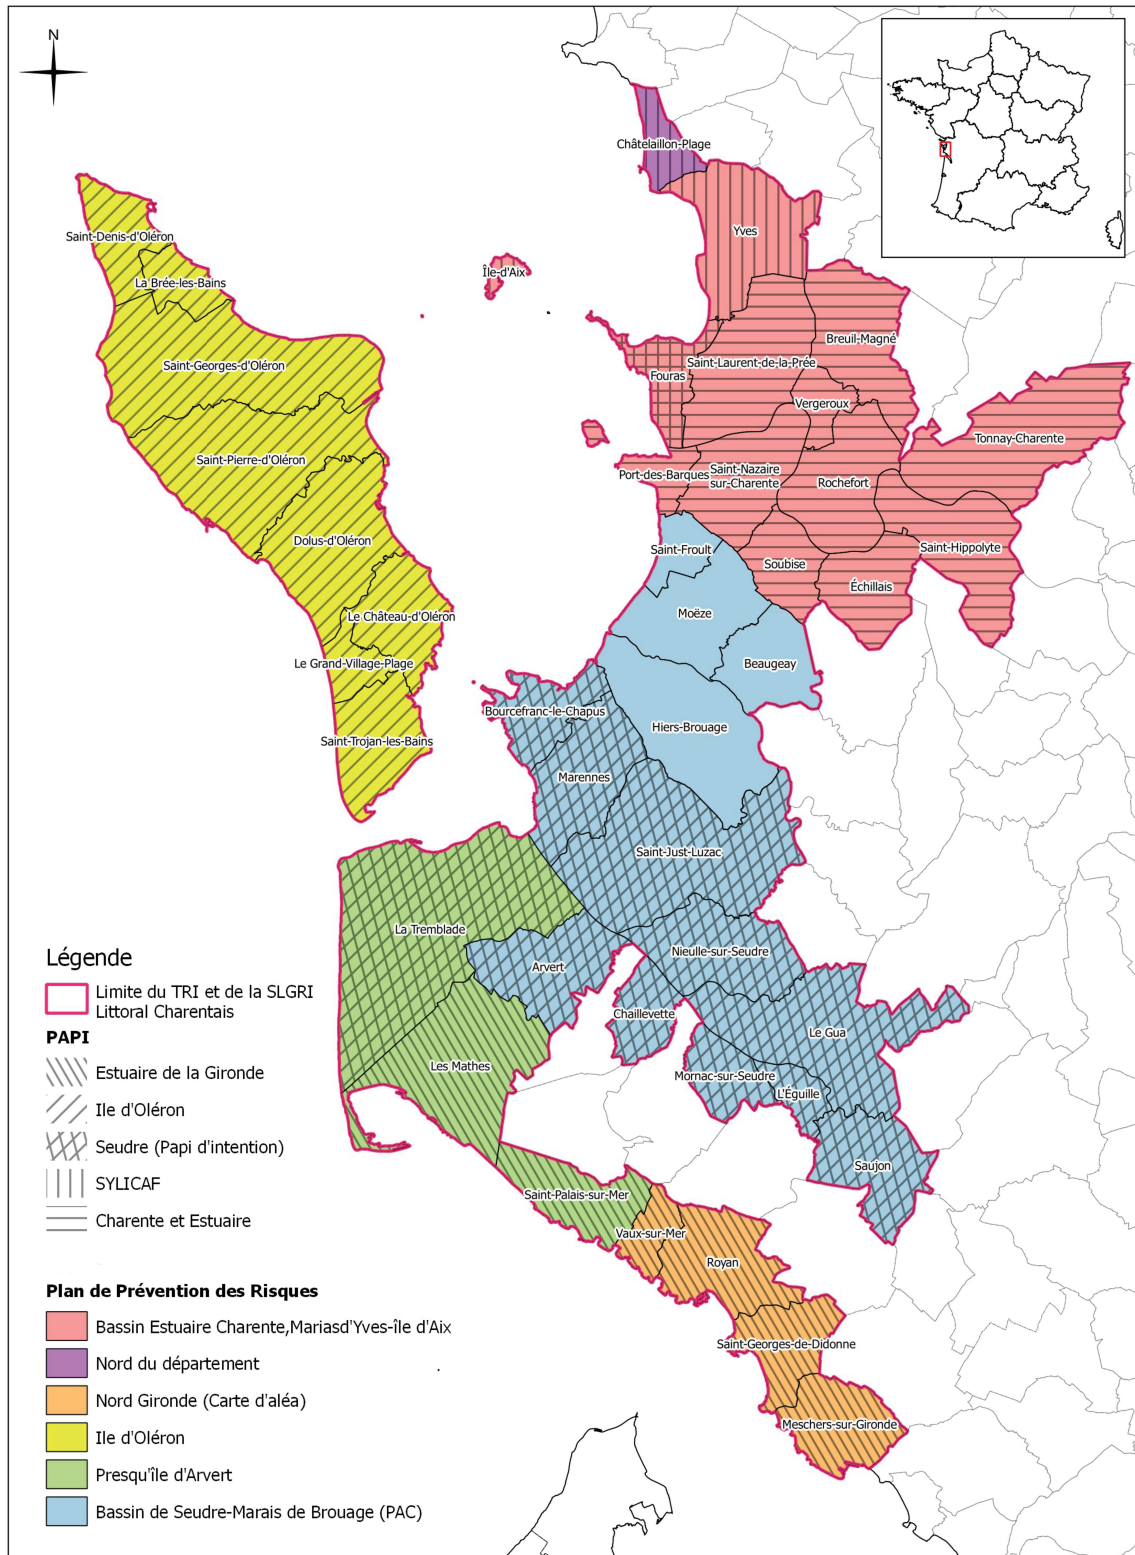 N
Châtelaillon-Plage
Yves
Saint-Denis-d'Oléron
La Brée-les-Bains
Île-d'Aix
Breuil-Magné
Saint-Georges-d'Oléron
Saint-Laurent-de-la-Prée
Fouras
Vergeroux
Tonnay-Charente
Saint-Pierre-d'Oléron
Port-des-Barques
Saint-Nazaire
sur-Charente
Rochefort
Dolus-d'Oléron
Saint-Froult
Saint-Hippolyte
Soubise
Échillais
Le Château-d'Oléron
Moëze
Le Grand-Village-Plage
Beaugeay
Bourcefranc-le-Chapus
Hiers-Brouage
Saint-Trojan-les-Bains
Marennes
Saint-Just-Luzac
La Tremblade
Nieulle-sur-Seudre
Arvert
Chaillevette
Le Gua
Les Mathes
Mornac-sur-Seudre
L'Éguille
Saujon
Saint-Palais-sur-Mer
Vaux-sur-Mer
Royan
Saint-Georges-de-Didonne
Meschers-sur-Gironde
Légende
Limite du TRI et de la SLGRI
Littoral Charentais
PAPI
Estuaire de la Gironde
Ile d'Oléron
Seudre (Papi d'intention)
SYLICAF
Charente et Estuaire
Plan de Prévention des Risques
Bassin Estuaire Charente,Mariasd'Yves-île d'Aix
Nord du département
Nord Gironde (Carte d'aléa)
Ile d'Oléron
Presqu'île d'Arvert
Bassin de Seudre-Marais de Brouage (PAC)